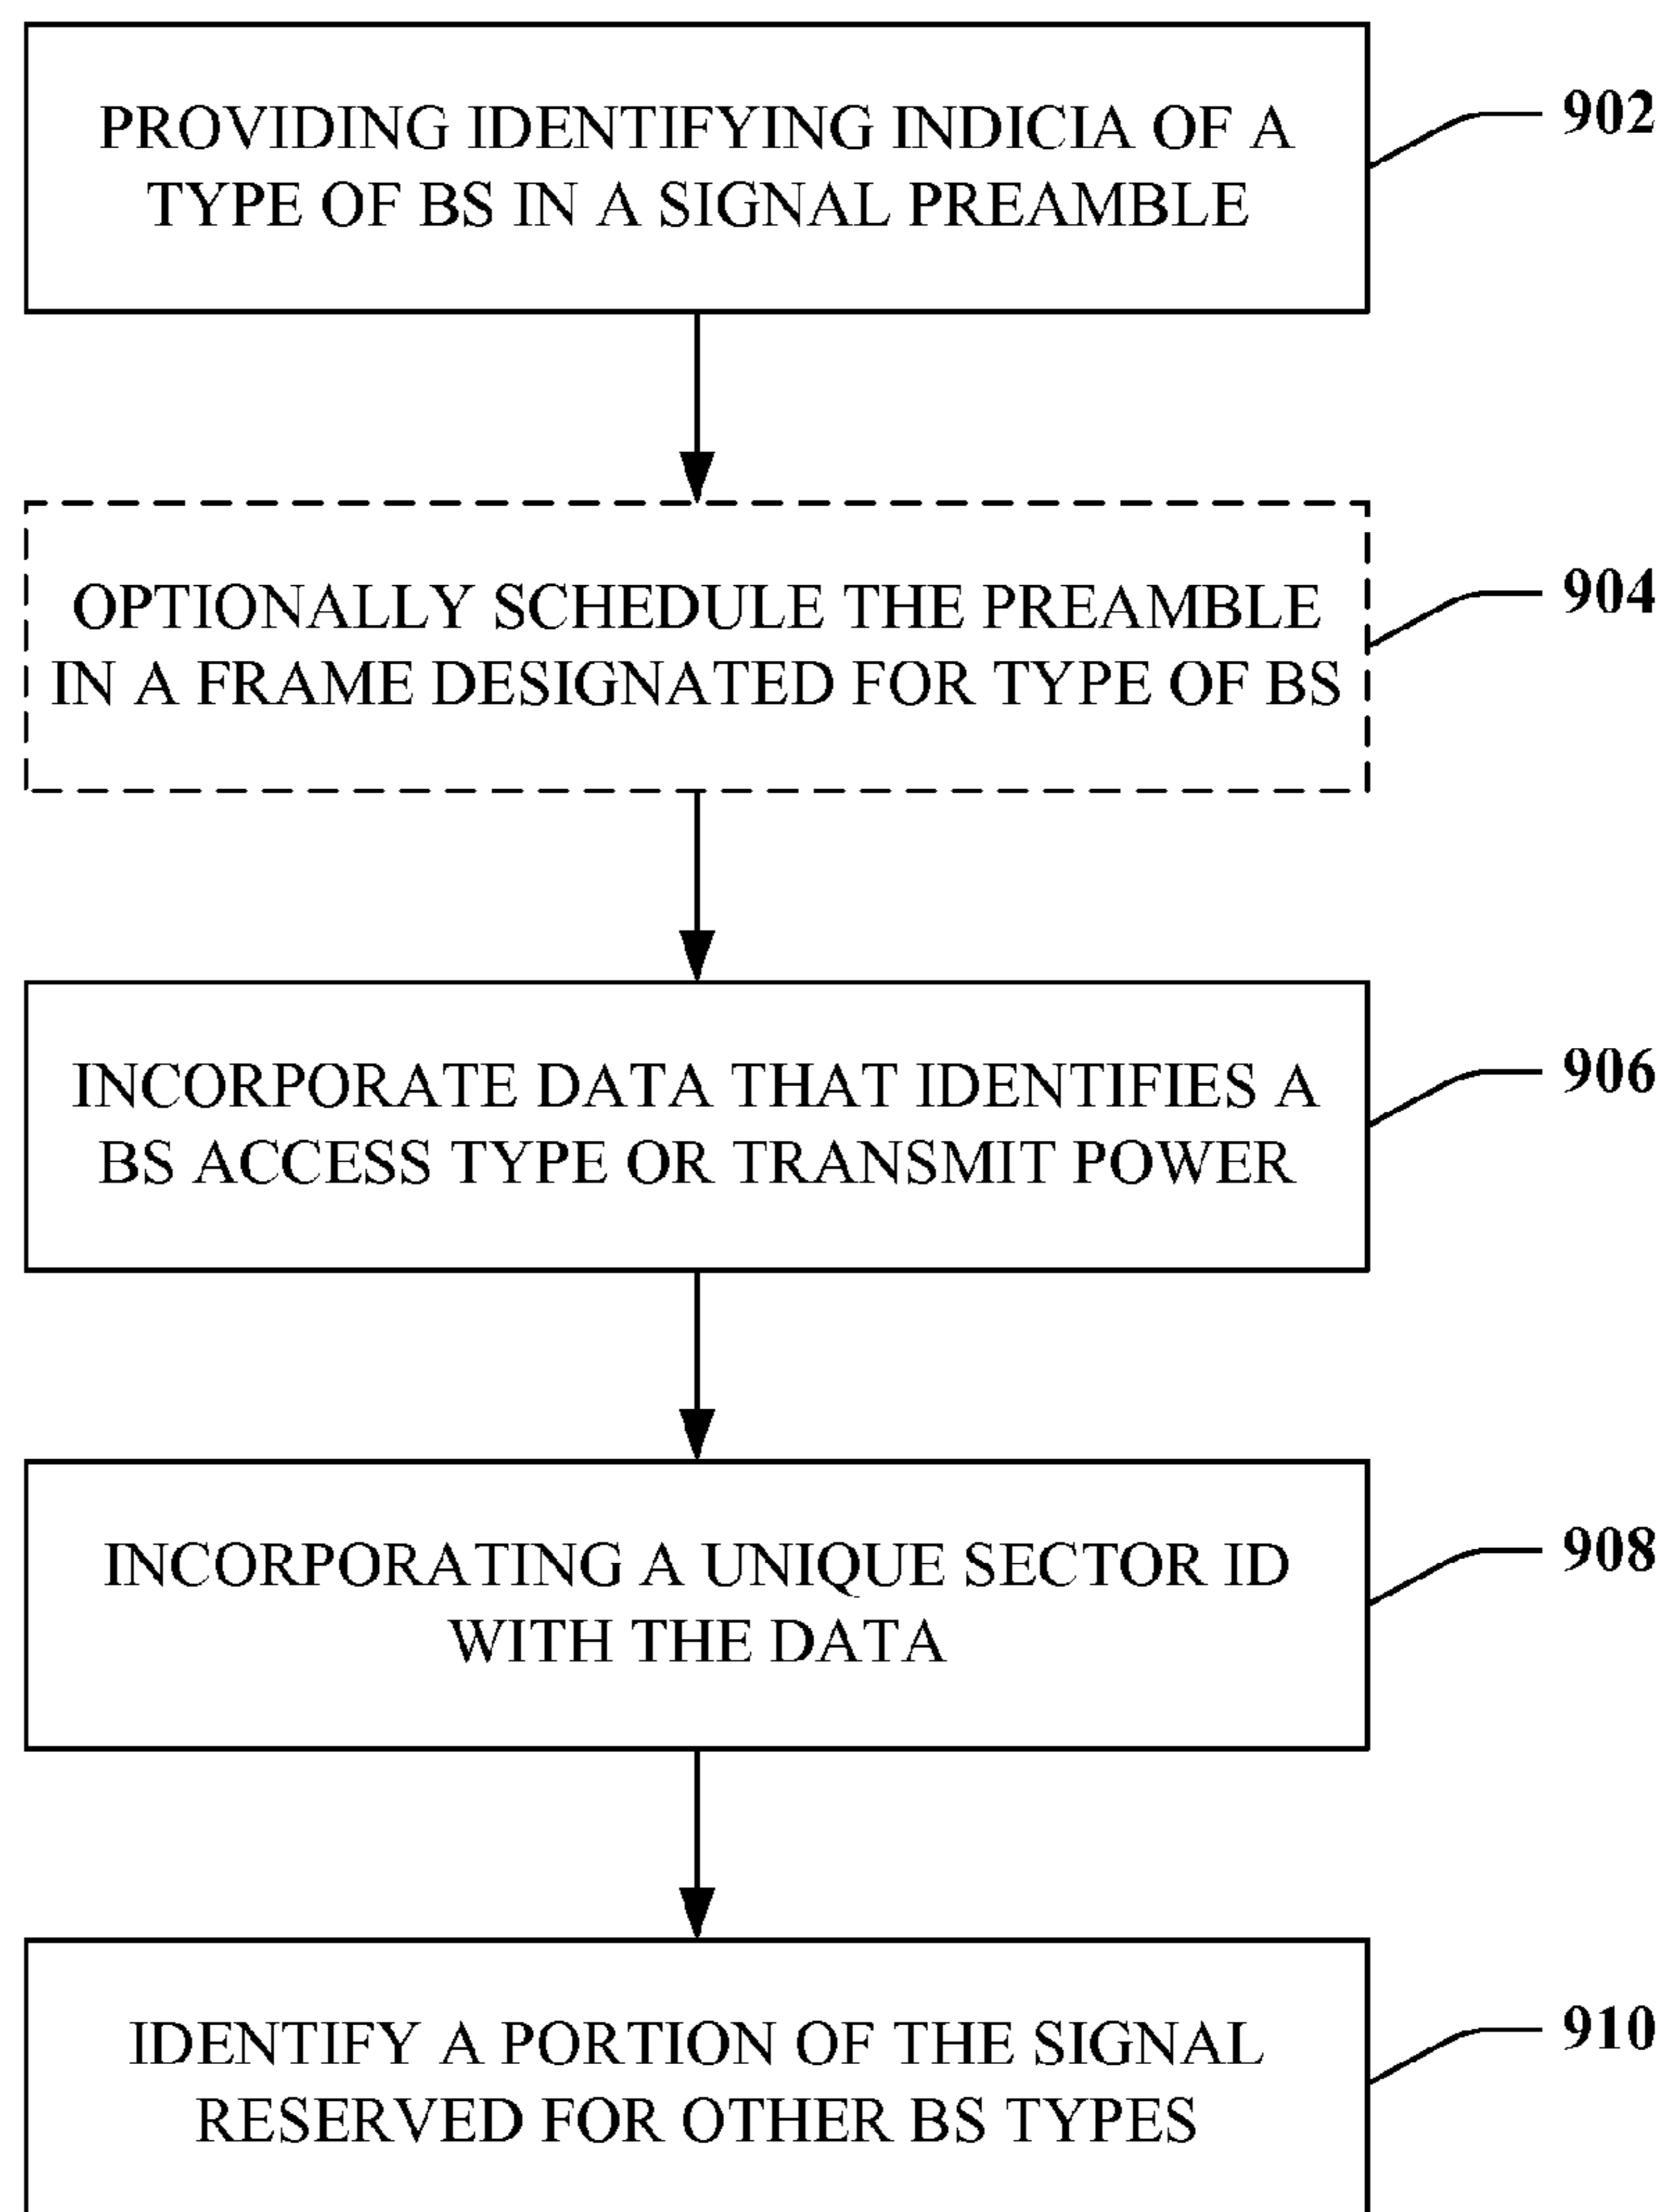 PROVIDING IDENTIFYING INDICIA OF A
TYPE OF BS IN A SIGNAL PREAMBLE
902
OPTIONALLY SCHEDULE THE PREAMBLE
IN A FRAME DESIGNATED FOR TYPE OF BS
904
INCORPORATE DATA THAT IDENTIFIES A
BS ACCESS TYPE OR TRANSMIT POWER
906
INCORPORATING A UNIQUE SECTOR ID
WITH THE DATA
908
IDENTIFY A PORTION OF THE SIGNAL
RESERVED FOR OTHER BS TYPES
910